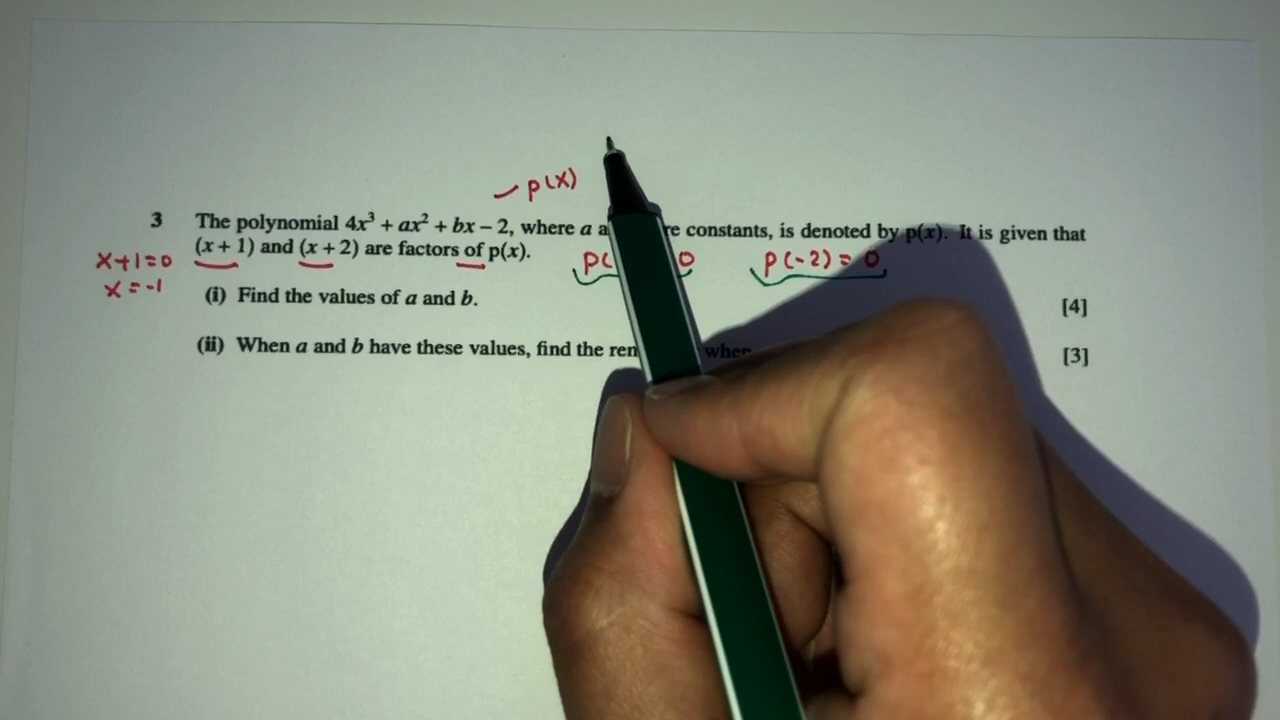 p(x)
3 The polynomial 4x³ + ax² + bx − 2, where a a re constants, is denoted by p(x). It is given that
(x + 1) and (x + 2) are factors of p(x).
x+1=0
p( 0 p(-2) = 0
x = -1
(i) Find the values of a and b. [4]
(ii) When a and b have these values, find the ren when [3]